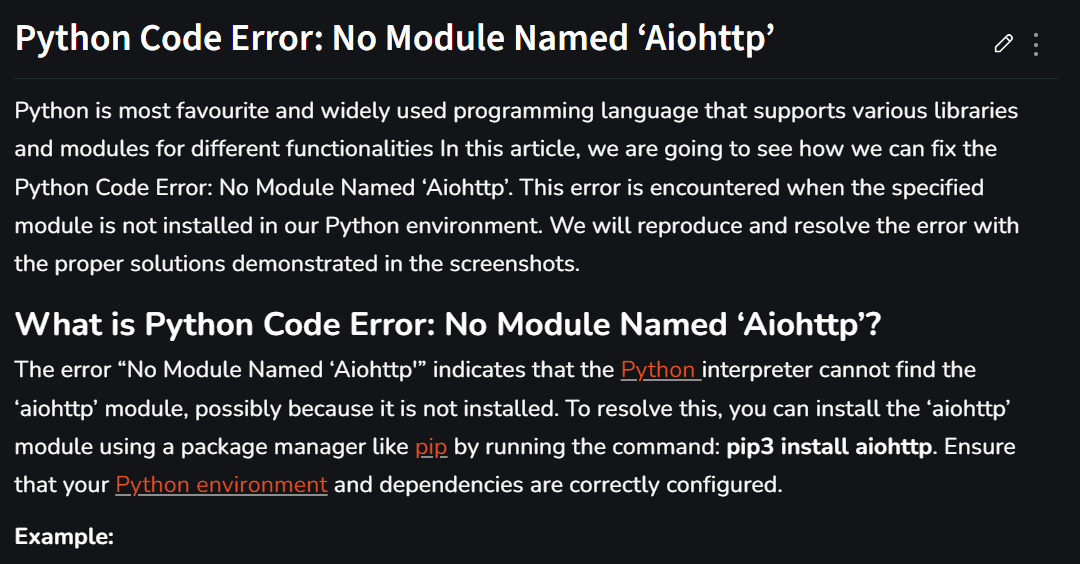 Python Code Error: No Module Named ‘Aiohttp’
Python is most favourite and widely used programming language that supports various libraries
and modules for different functionalities In this article, we are going to see how we can fix the
Python Code Error: No Module Named ‘Aiohttp’. This error is encountered when the specified
module is not installed in our Python environment. We will reproduce and resolve the error with
the proper solutions demonstrated in the screenshots.
What is Python Code Error: No Module Named ‘Aiohttp’?
The error “No Module Named ‘Aiohttp'” indicates that the Python interpreter cannot find the
‘aiohttp’ module, possibly because it is not installed. To resolve this, you can install the ‘aiohttp’
module using a package manager like pip by running the command: pip3 install aiohttp. Ensure
that your Python environment and dependencies are correctly configured.
Example: